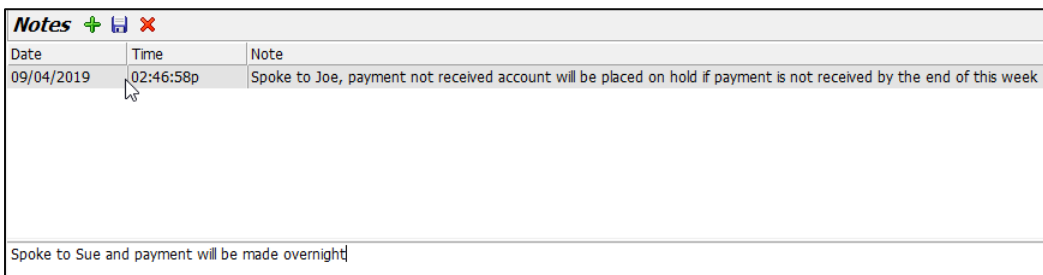 Notes
Date Time Note
09/04/2019 02:46:58p Spoke to Joe, payment not received account will be placed on hold if payment is not received by the end of this week
Spoke to Sue and payment will be made overnight